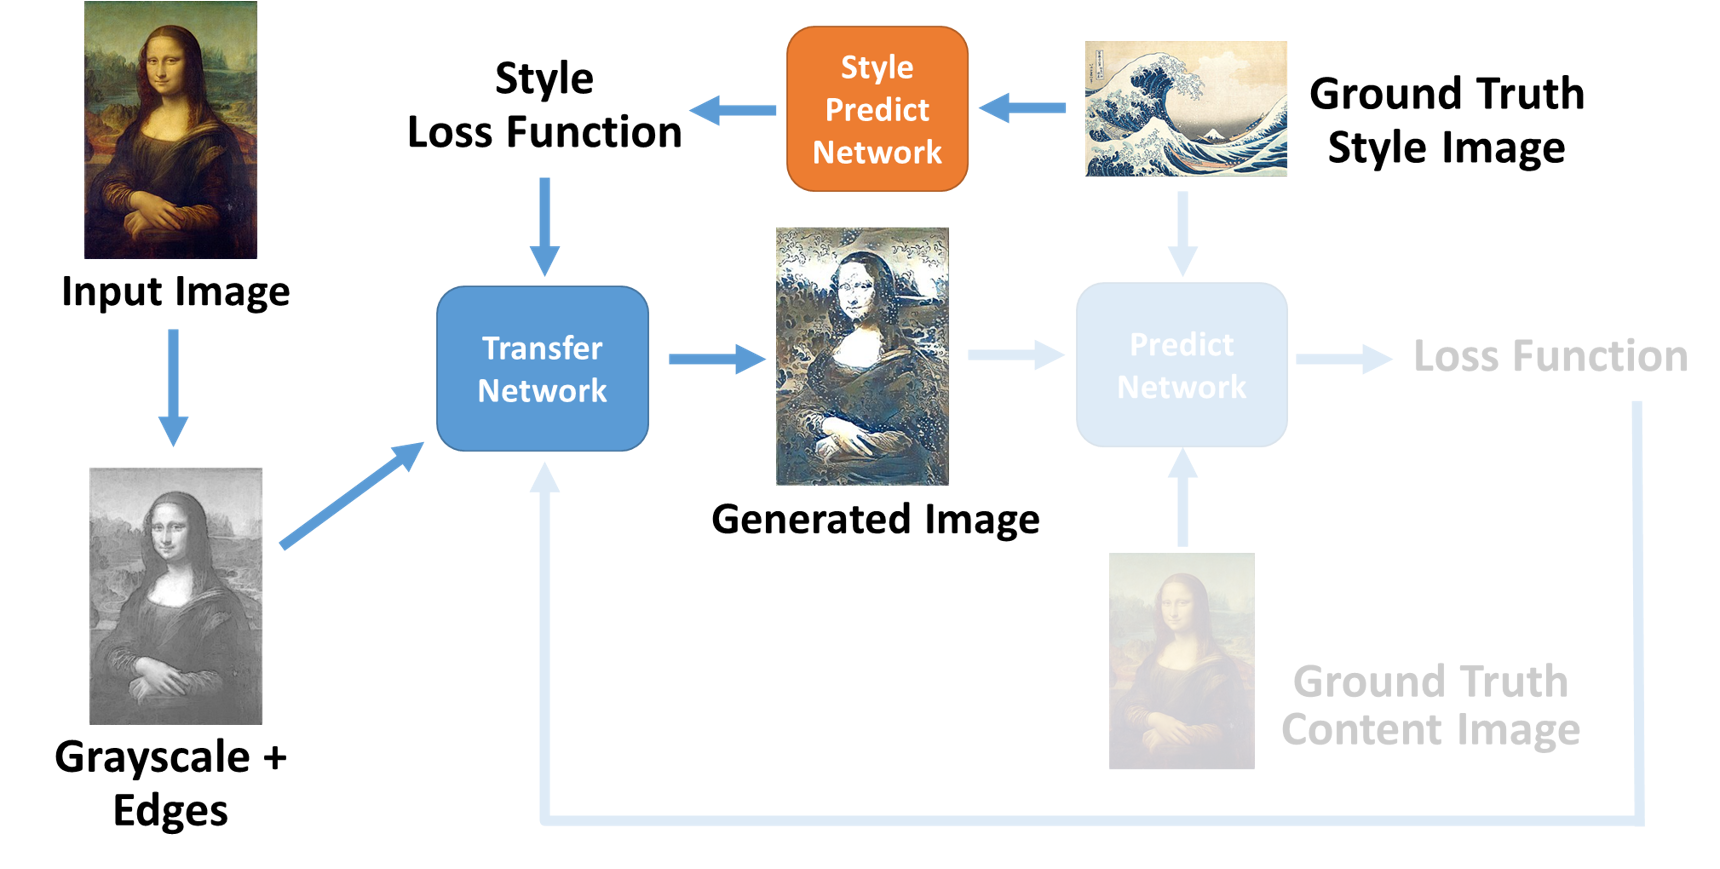 Input Image
Grayscale +
Edges
Style
Loss Function
Style
Predict
Network
Ground Truth
Style Image
Transfer
Network
Generated Image
Predict
Network
Loss Function
Ground Truth
Content Image